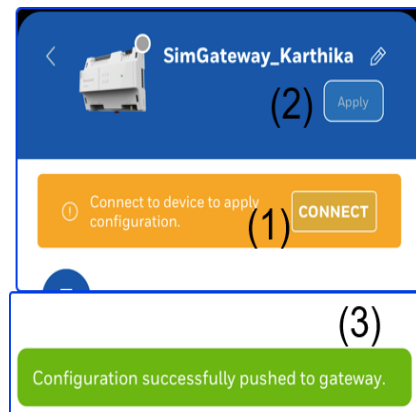 SimGateway_Karthika
(2) Apply
Connect to device to apply
configuration.
(1) CONNECT
(3)
Configuration successfully pushed to gateway.